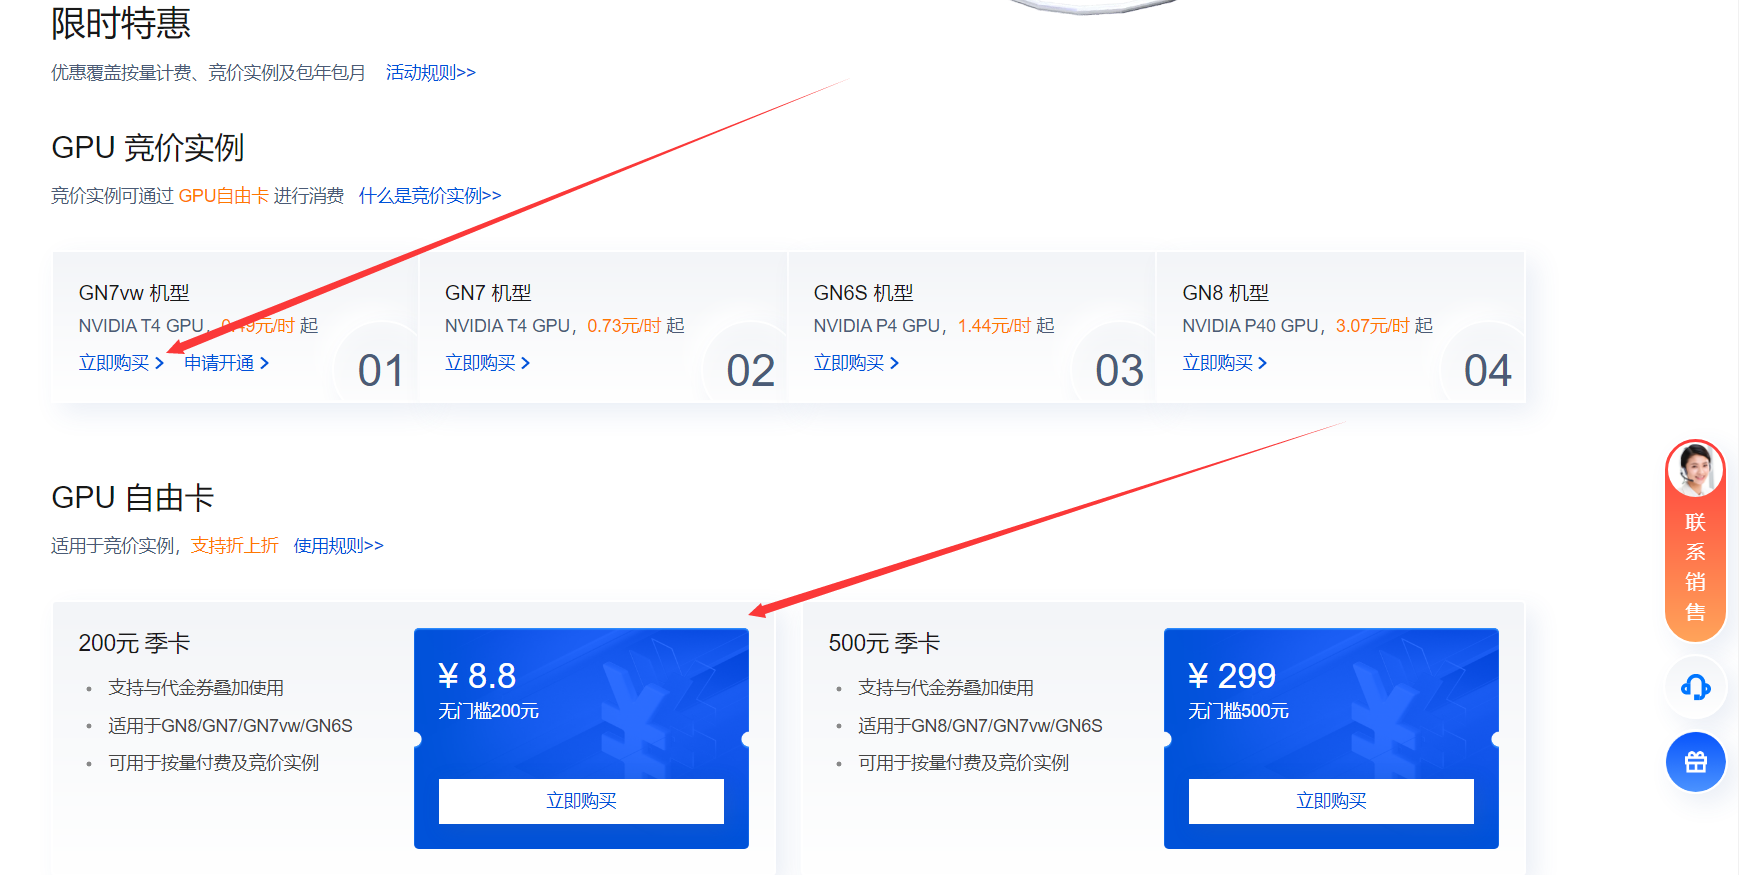 限时特惠
优惠覆盖按量计费、竞价实例及包年包月 活动规则>>
GPU 竞价实例
竞价实例可通过 GPU自由卡 进行消费 什么是竞价实例>>
GN7vw 机型
NVIDIA T4 GPU，0.49元/时 起
立即购买 > 申请开通 >
01
GN7 机型
NVIDIA T4 GPU，0.73元/时 起
立即购买 >
02
GN6S 机型
NVIDIA P4 GPU，1.44元/时 起
立即购买 >
03
GN8 机型
NVIDIA P40 GPU，3.07元/时 起
立即购买 >
04
GPU 自由卡
适用于竞价实例，支持折上折 使用规则>>
200元 季卡
• 支持与代金券叠加使用
• 适用于GN8/GN7/GN7vw/GN6S
• 可用于按量付费及竞价实例
¥ 8.8
无门槛200元
立即购买
500元 季卡
• 支持与代金券叠加使用
• 适用于GN8/GN7/GN7vw/GN6S
• 可用于按量付费及竞价实例
¥ 299
无门槛500元
立即购买
联
系
销
售